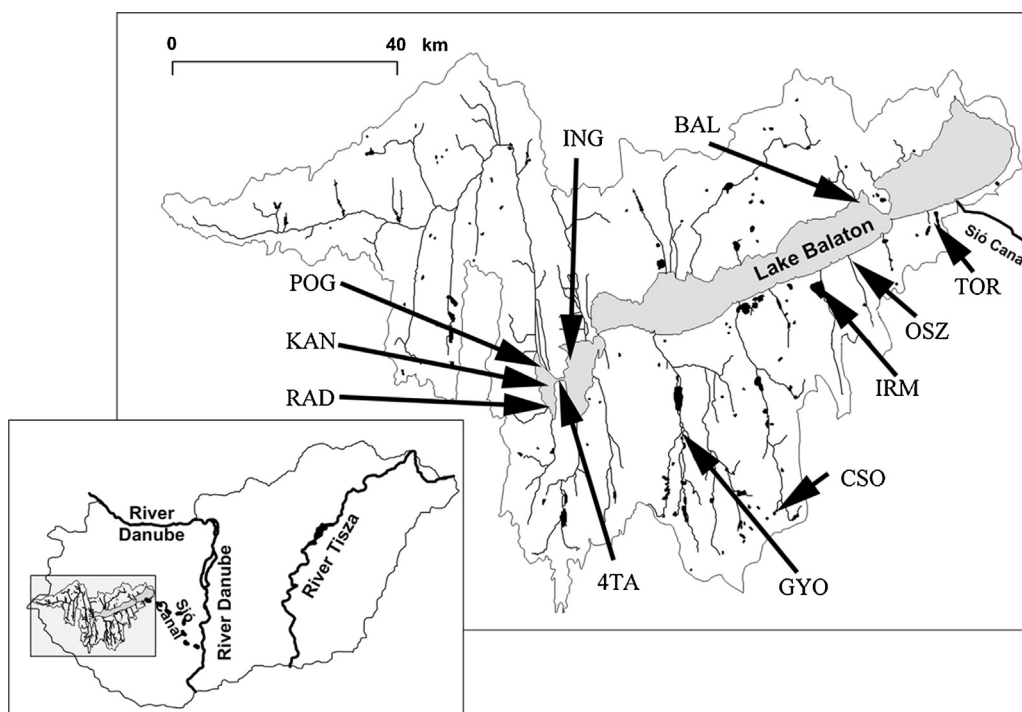 0 40 km
BAL
ING
Lake Balaton
Sió Canal
TOR
POG
OSZ
KAN
IRM
RAD
CSO
4TA
GYO
River
Danube
River Danube
River Tisza
Sió
Canal